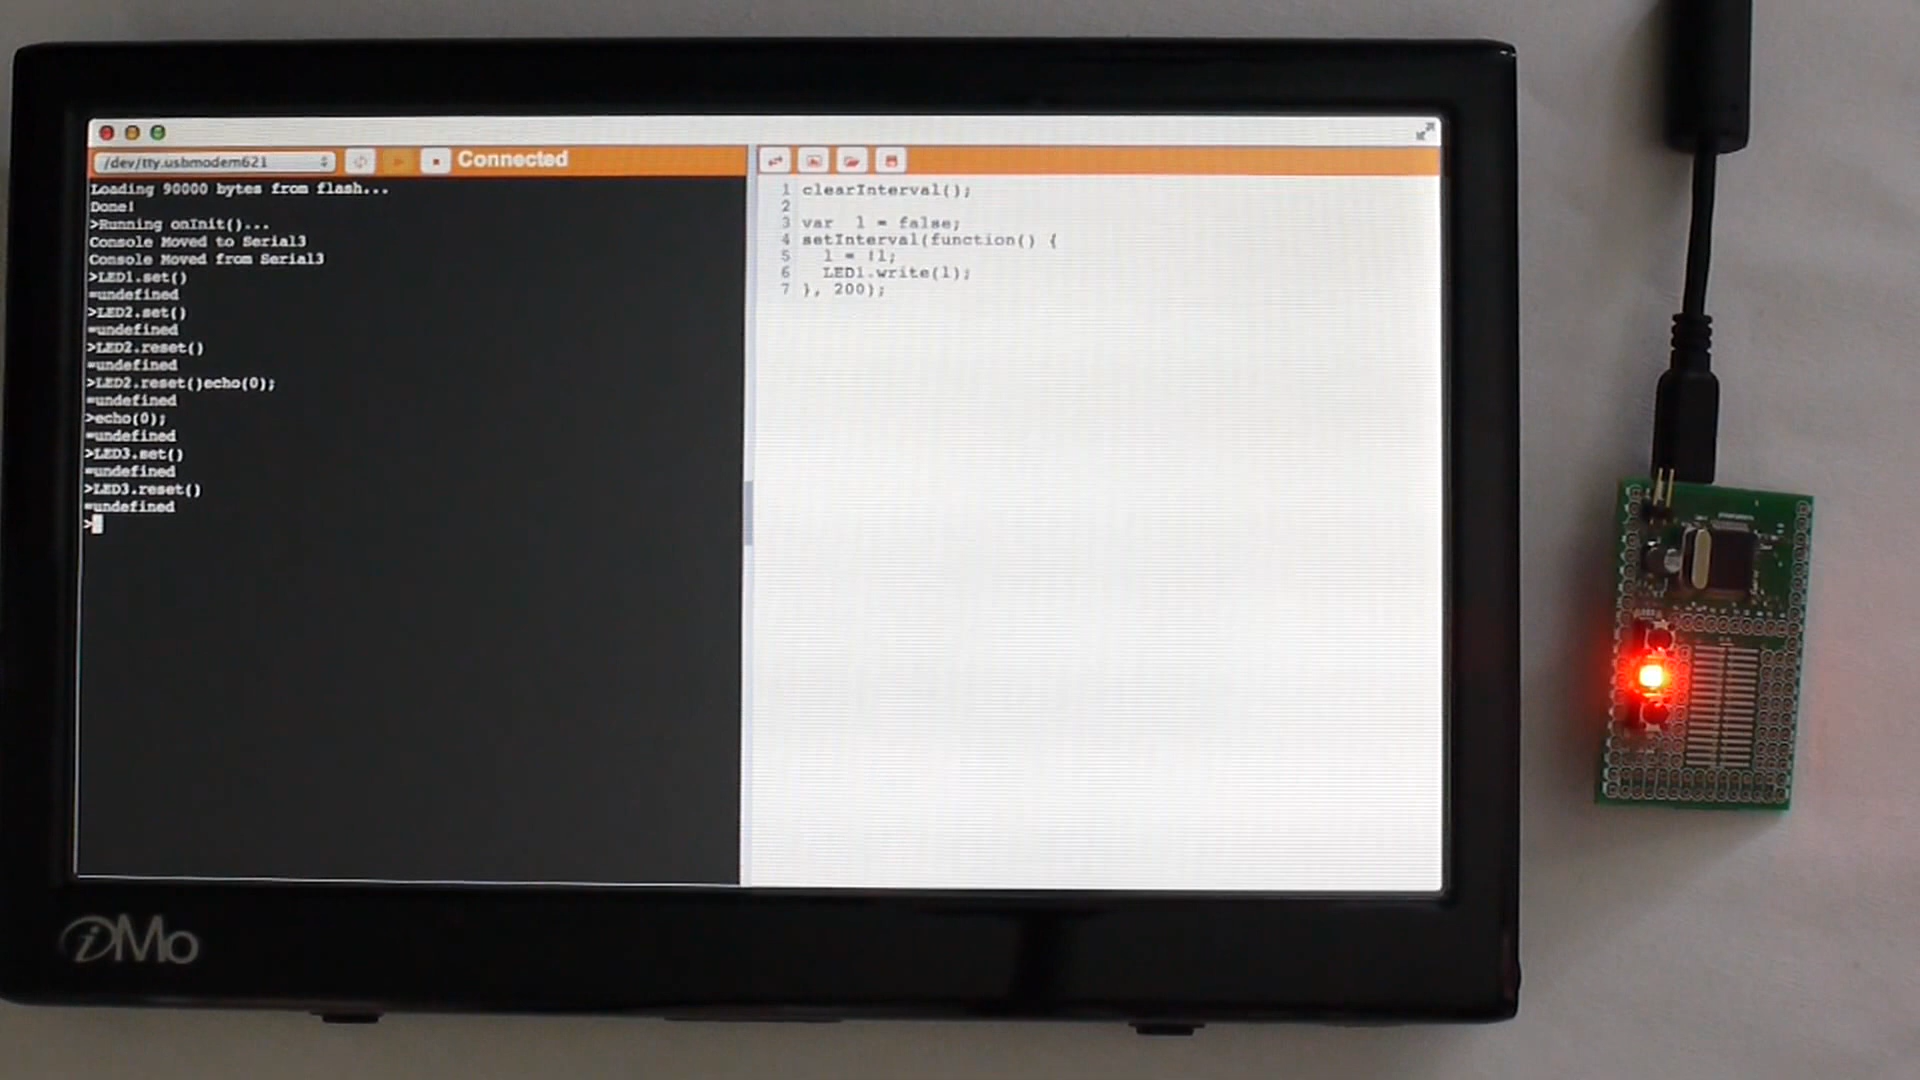 /dev/tty.usbmodem621
Connected
Loading 90000 bytes from flash...
Done!
>Running onInit()...
Console Moved to Serial3
Console Moved from Serial3
>LED1.set()
=undefined
>LED2.set()
=undefined
>LED2.reset()
=undefined
>LED2.reset()echo(0);
=undefined
>echo(0);
=undefined
>LED3.set()
=undefined
>LED3.reset()
=undefined
>
1 clearInterval();
2
3 var  l = false;
4 setInterval(function() {
5 l = !l;
6 LED1.write(l);
7 }, 200);
iMo